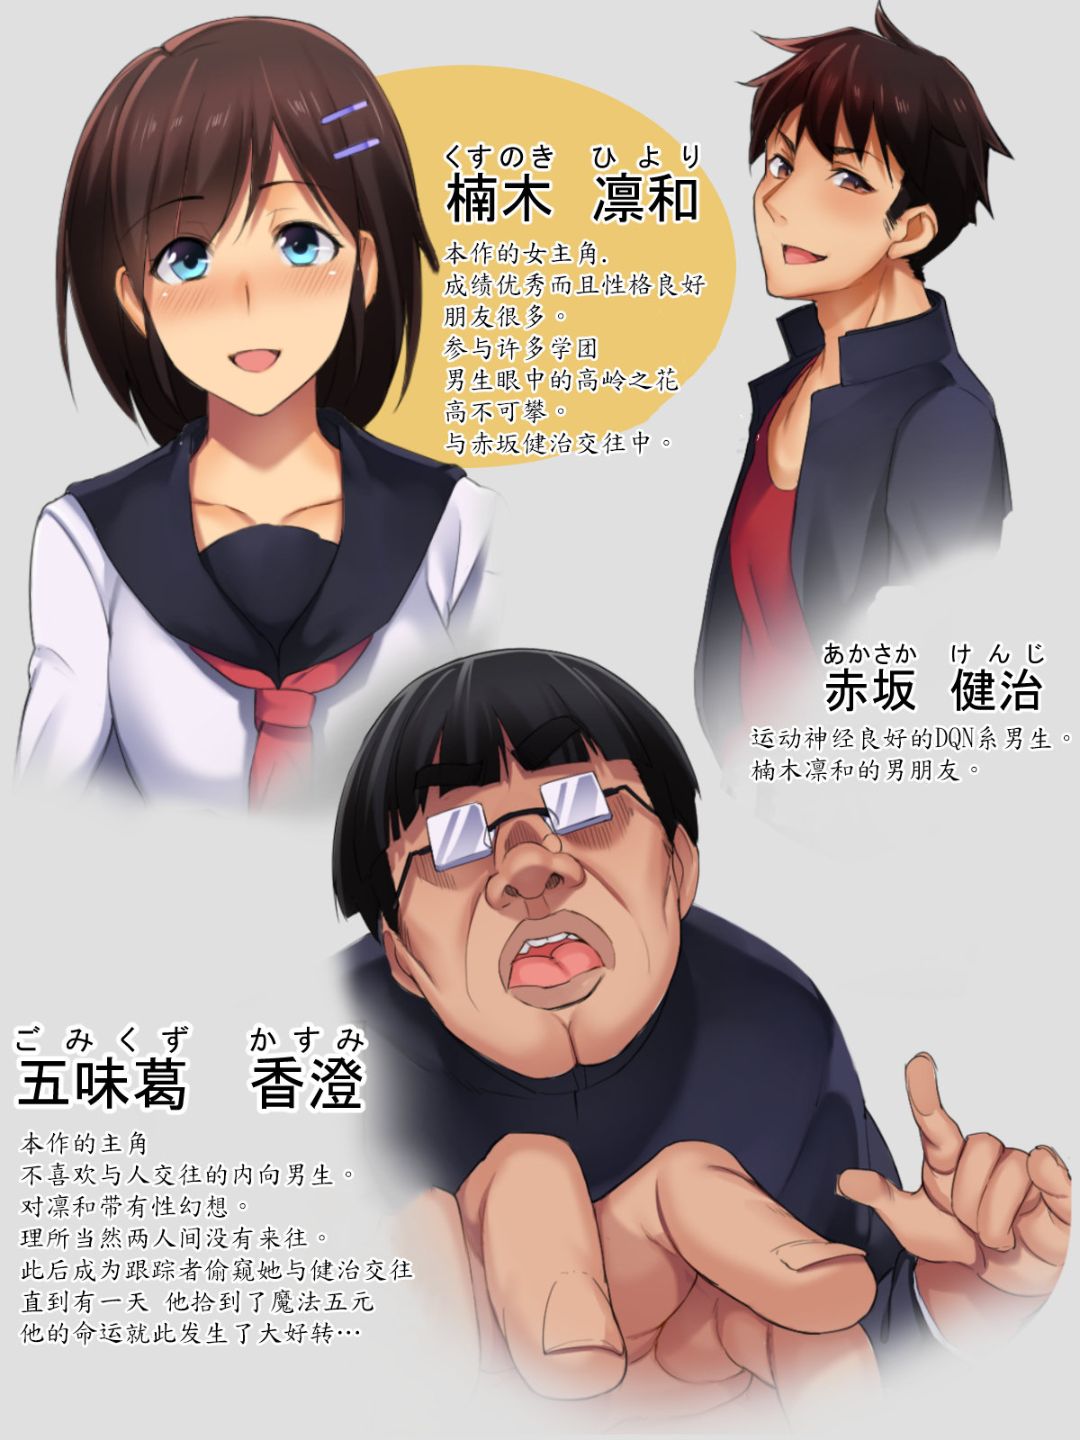 くすのき ひより
楠木 凛和
本作的女主角.
成绩优秀而且性格良好
朋友很多。
参与许多学团
男生眼中的高岭之花
高不可攀。
与赤坂健治交往中。
あかさか けんじ
赤坂 健治
运动神经良好的DQN系男生。
楠木凛和的男朋友。
ごみくず かすみ
五味葛 香澄
本作的主角
不喜欢与人交往的内向男生。
对凛和带有性幻想。
理所当然两人间没有来往。
此后成为跟踪者偷窥她与健治交往
直到有一天 他拾到了魔法五元
他的命运就此发生了大好转…